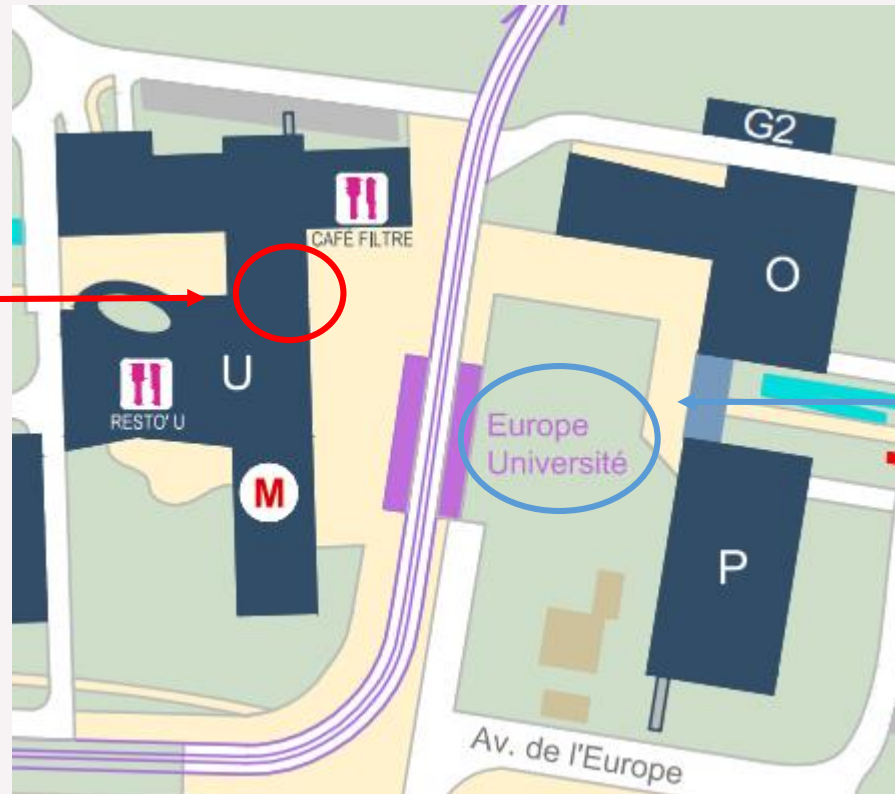 G2
CAFÉ FILTRE
O
U
RESTO' U
Europe
Université
M
P
Av. de l'Europe